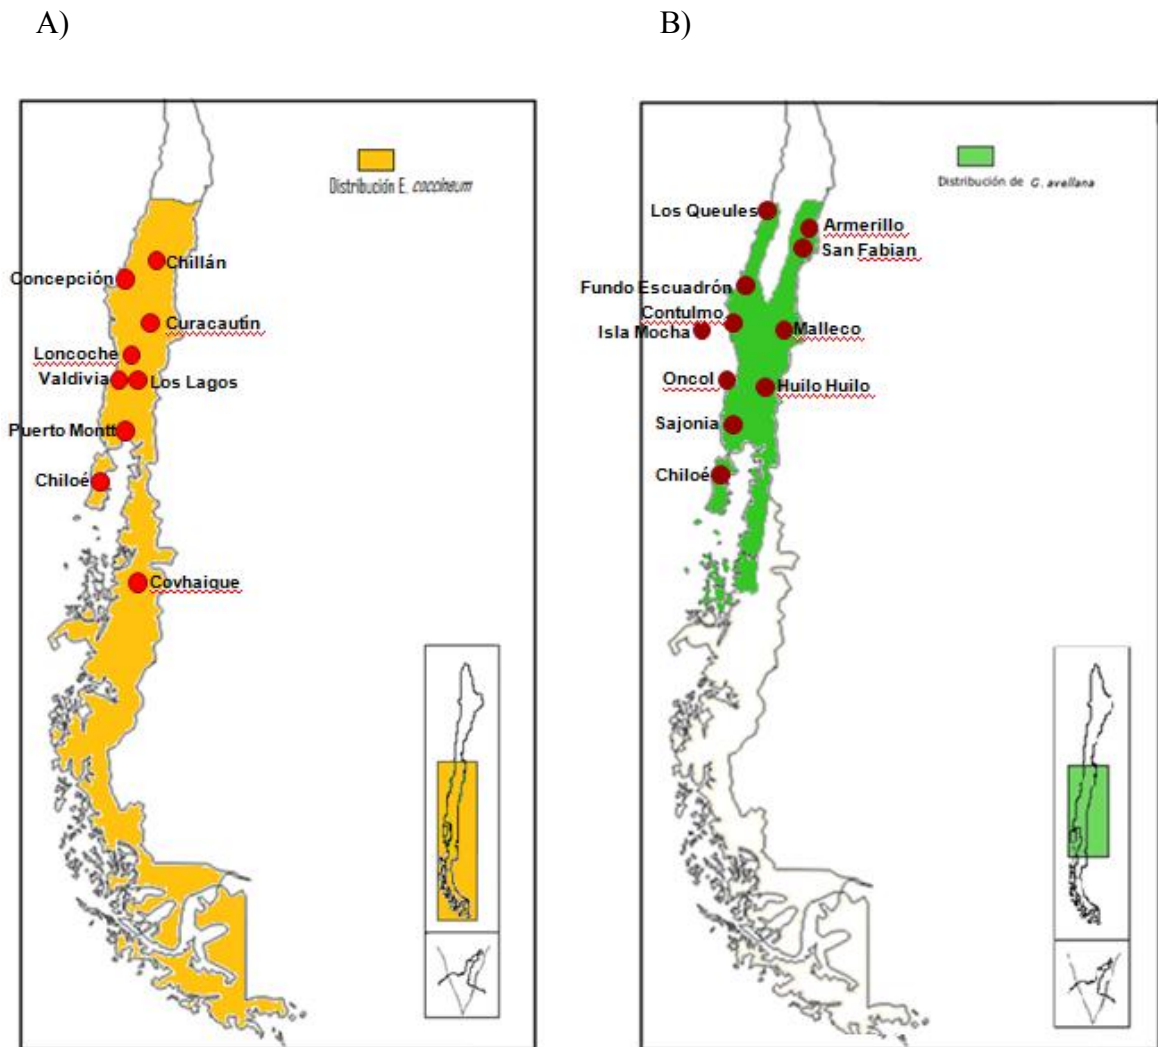 A)
B)
Distribución E. coccineum
Chillán
Concepción
Curacautín
Loncoche
Valdivia
Los Lagos
Puerto Montt
Chiloé
Covhaique
Distribución de G. avellana
Los Queules
Armerillo
San Fabian
Fundo Escuadrón
Contulmo
Isla Mocha
Malleco
Oncol
Huilo Huilo
Sajonia
Chiloé